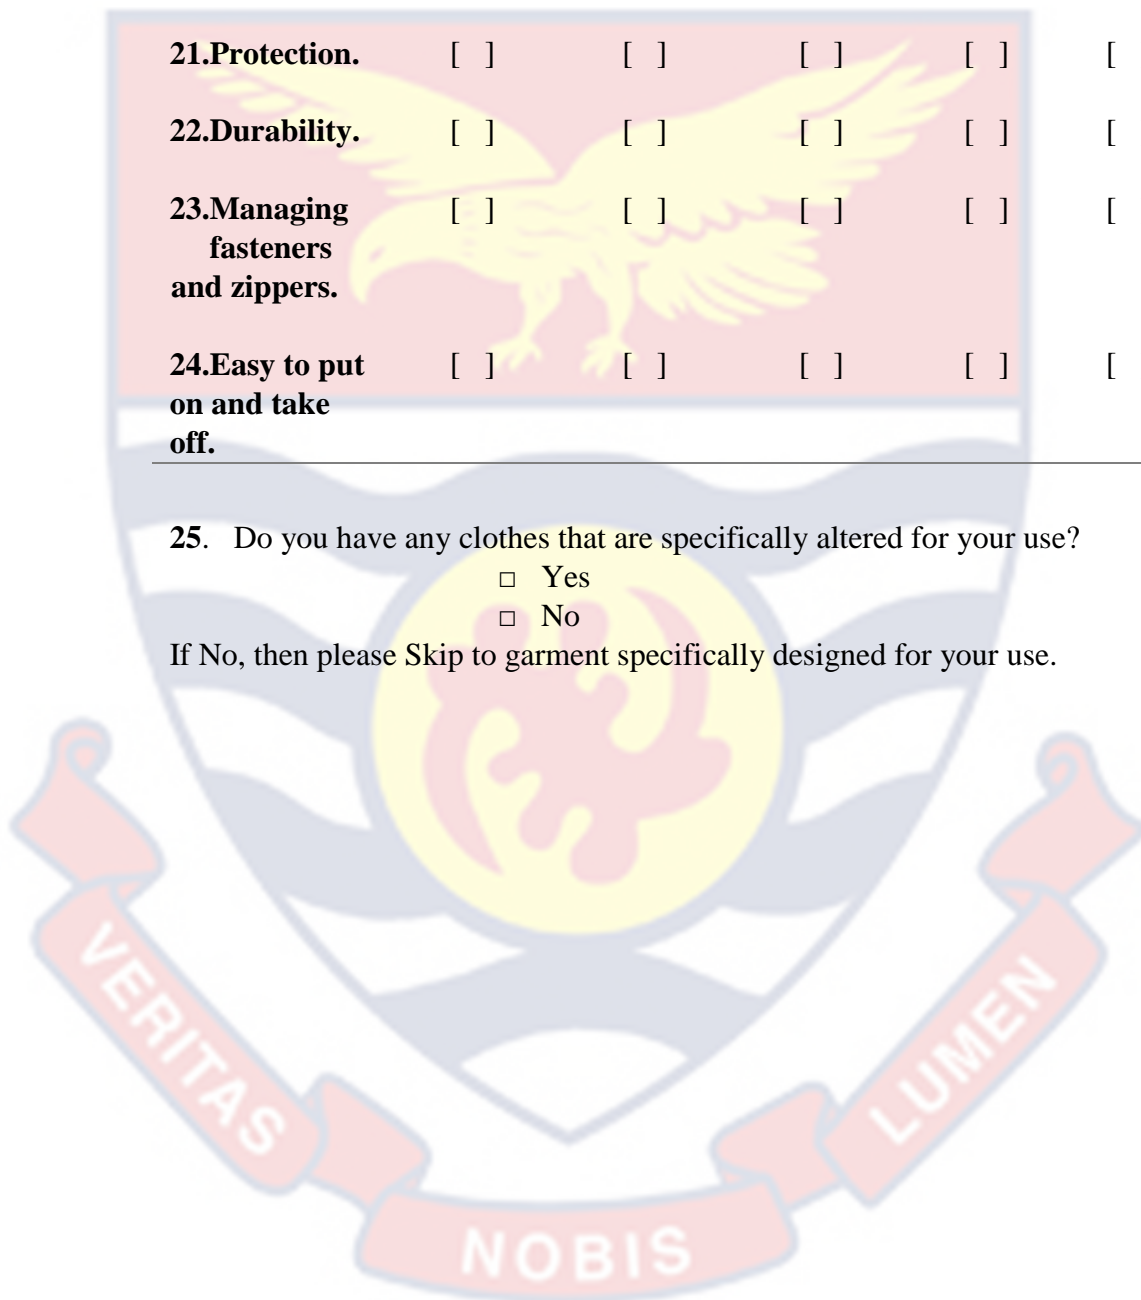 21.Protection. [ ] [ ] [ ] [ ] [
22.Durability. [ ] [ ] [ ] [ ] [
23.Managing [ ] [ ] [ ] [ ] [
fasteners
and zippers.
24.Easy to put [ ] [ ] [ ] [ ] [
on and take
off.
25. Do you have any clothes that are specifically altered for your use?
□ Yes
□ No
If No, then please Skip to garment specifically designed for your use.
VERITAS
NOBIS
LUMEN